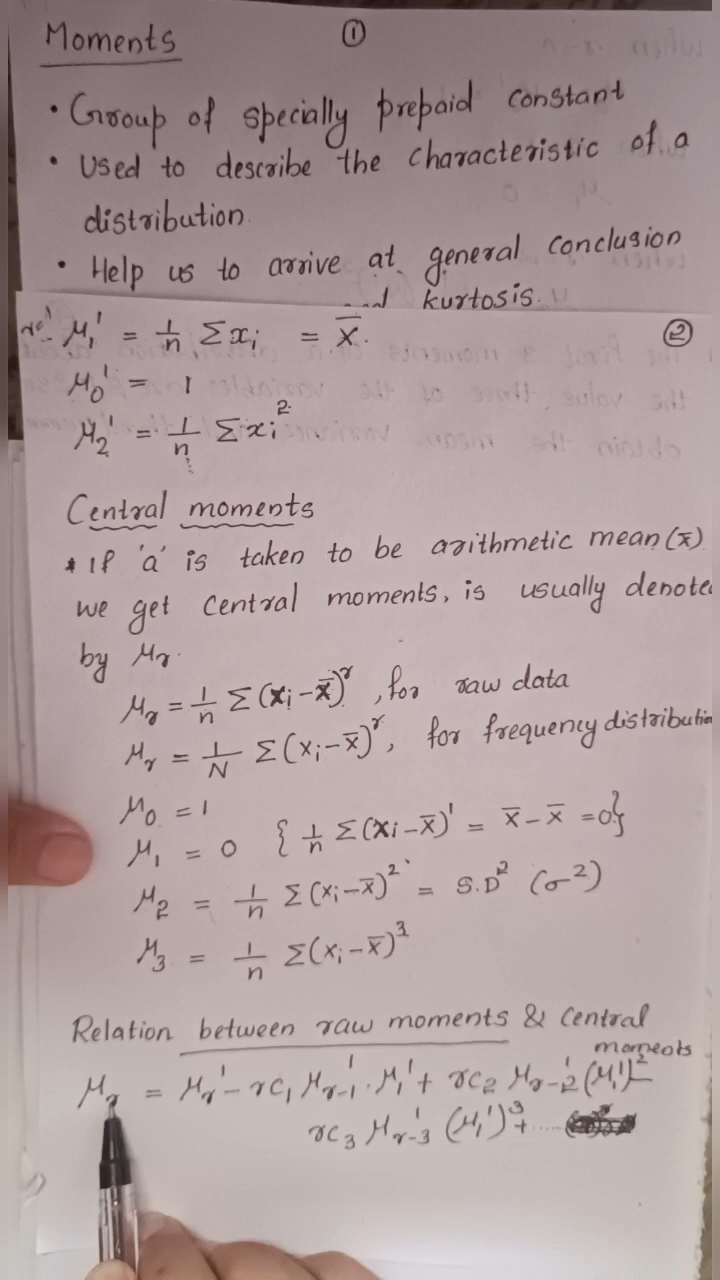 Moments ①
• Group of specially prepaid constant
• Used to describe the characteristic of a
distribution.
• Help us to arrive at general conclusion
kurtosis.
μ₁' = 1/n Σxᵢ = x̄. ②
μ₀' = 1
μ₂' = 1/n Σxᵢ²
Central moments
* If 'a' is taken to be arithmetic mean (x̄)
we get central moments, is usually denote
by μᵣ.
μᵣ = 1/n Σ(xᵢ-x̄)ʳ, for raw data
μᵣ = 1/N Σ(xᵢ-x̄)ʳ, for frequency distributio
μ₀ = 1
μ₁ = 0 {1/n Σ(xᵢ-x̄)' = x̄-x̄ =0}
μ₂ = 1/n Σ(xᵢ-x̄)² = S.D² (σ²)
μ₃ = 1/n Σ(xᵢ-x̄)³
Relation between raw moments & Central
moments
μᵣ = μᵣ' - rc₁ μᵣ₋₁'. μ₁' + rc₂ μᵣ₋₂' (μ₁')² -
rc₃ μᵣ₋₃' (μ₁')³ + .....